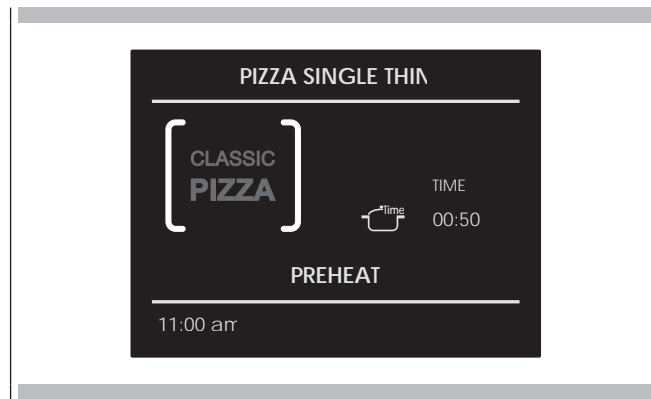 PIZZA SINGLE THIN
CLASSIC
PIZZA
TIME
Time
00:50
PREHEAT
11:00 am